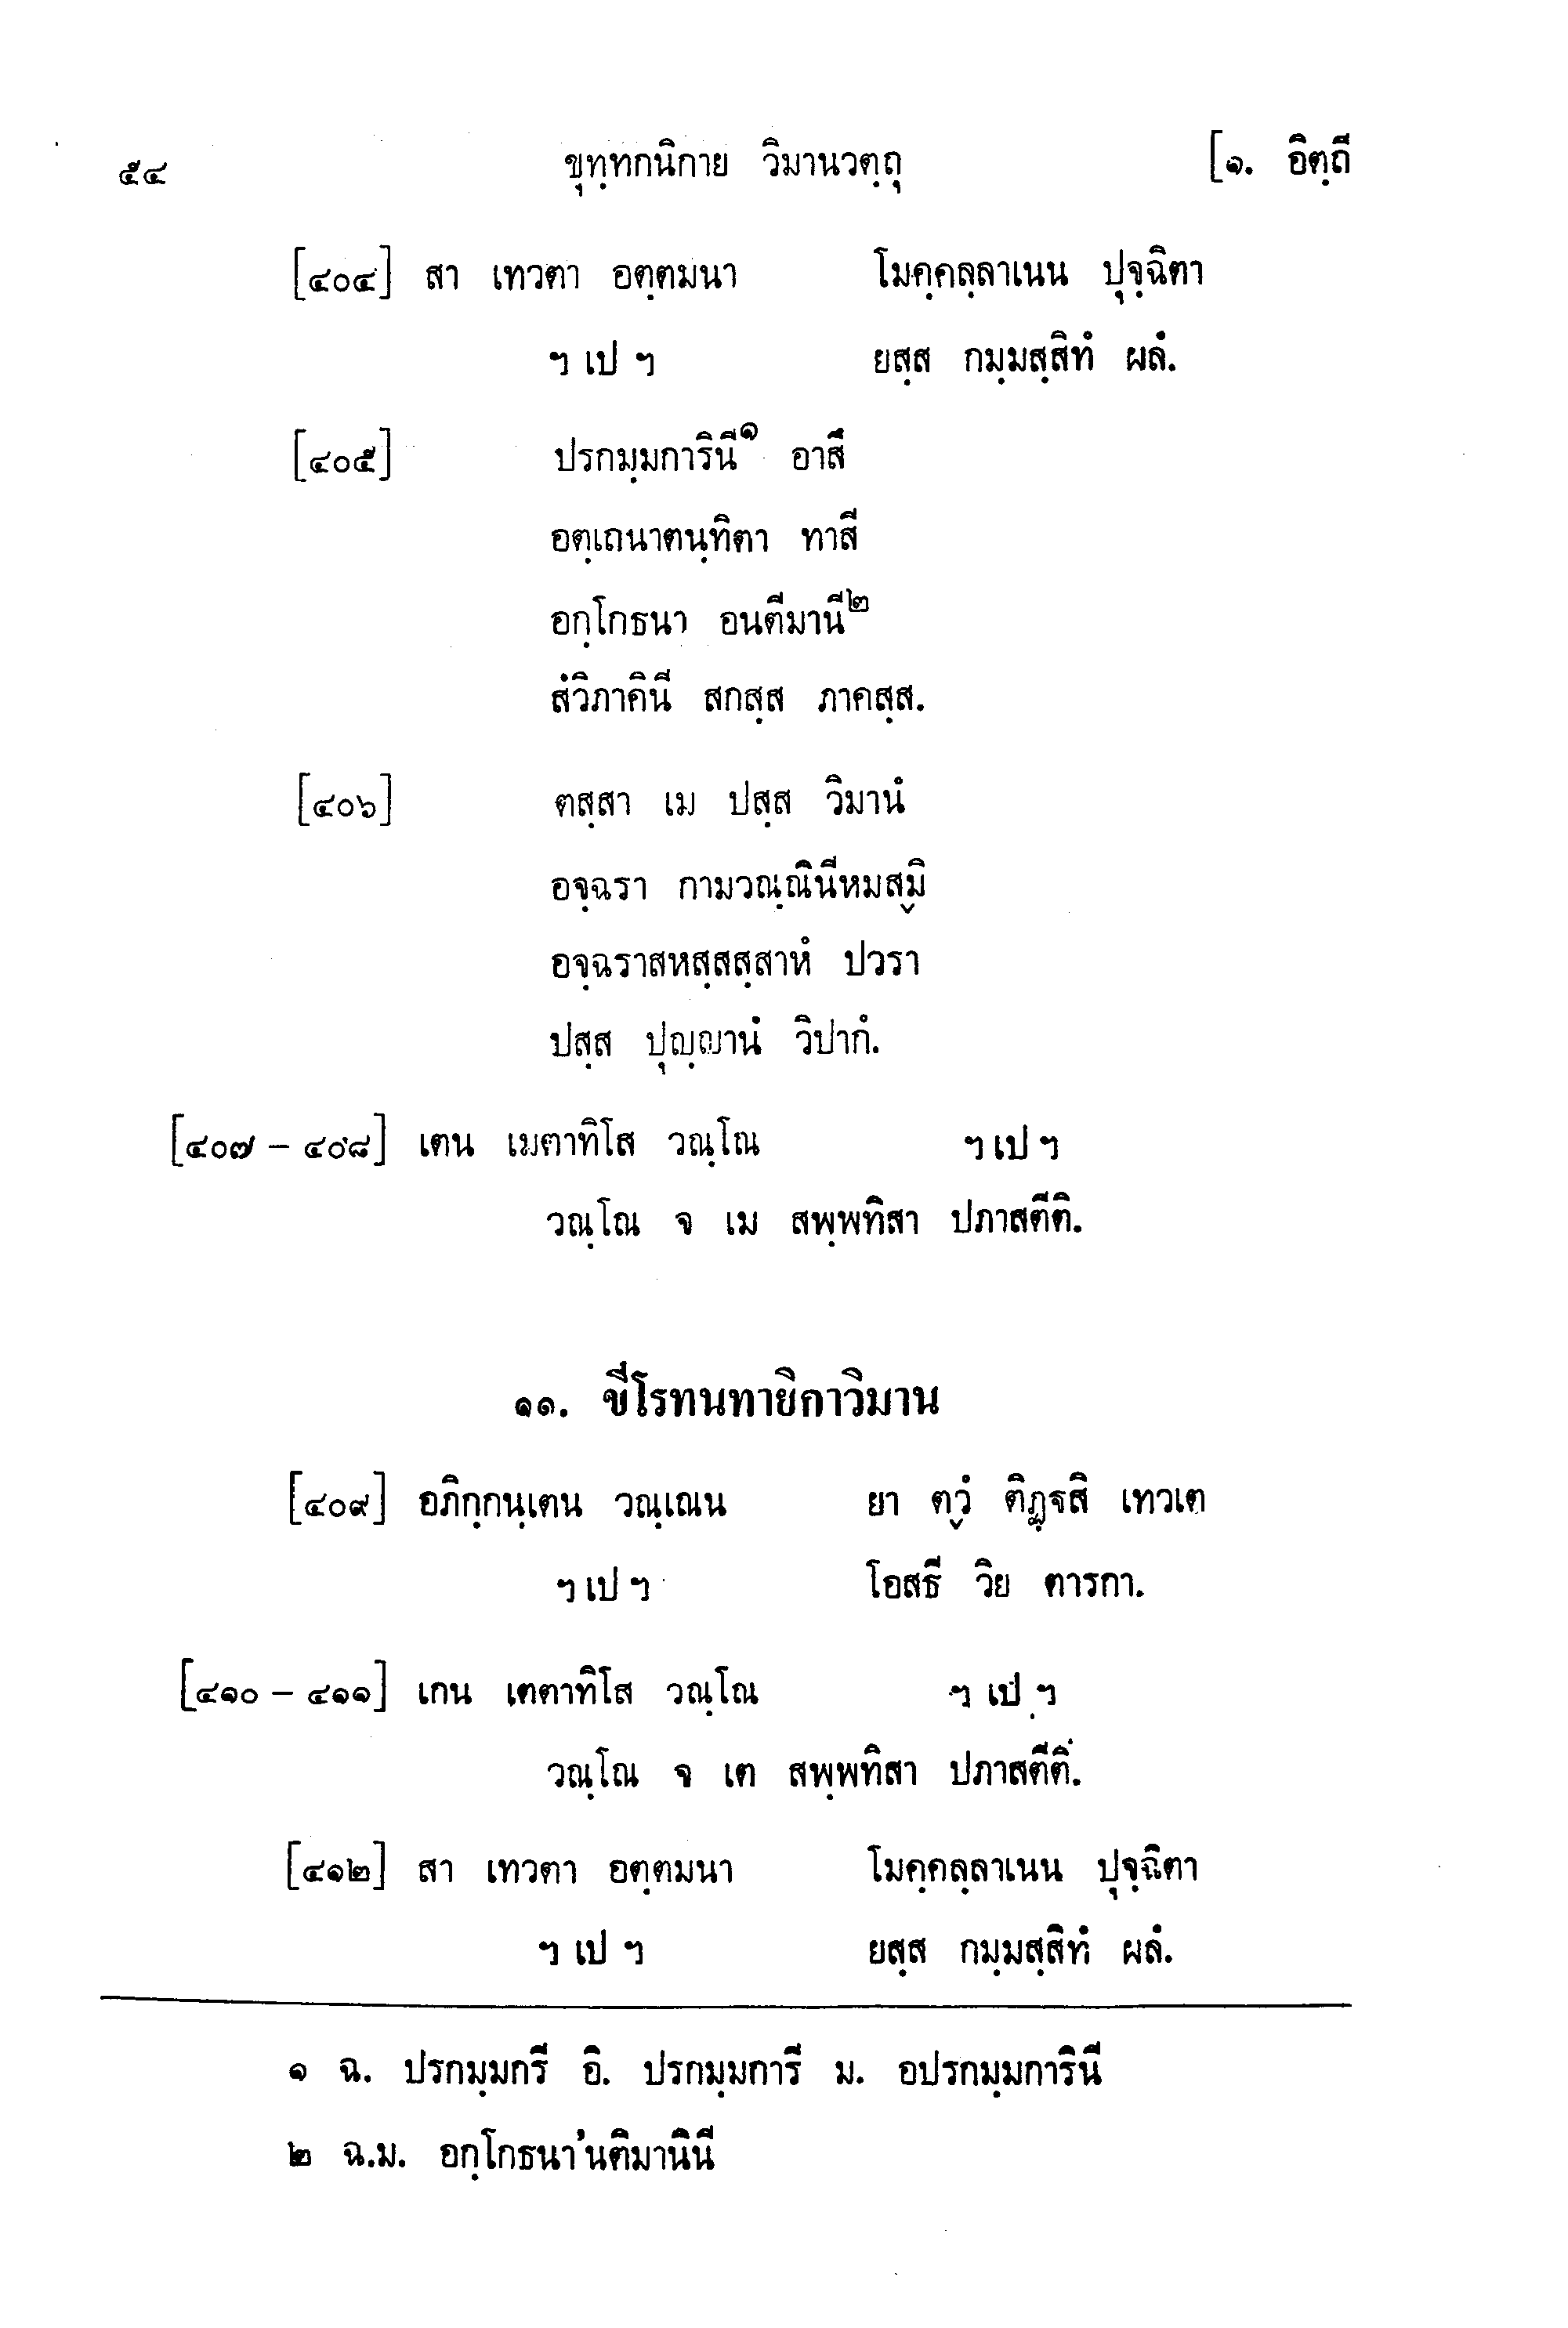 ๕๔ ขุทฺทกนิกาย วิมานวตฺถุ [๑. อิตฺถี
[๔๐๔] สา เทวตา อตฺตมนา โมคฺคลฺลาเนน ปุจฺฉิตา
ฯ เป ฯ ยสฺส กมฺมสฺสิทํ ผลํ.
[๔๐๕] ปรกมฺมการินี๑ อาสึ
อตฺเถนาตนฺทิตา ทาสี
อกฺโกธนา อนตีมานี๒
สํวิภาคินี สกสฺส ภาคสฺส.
[๔๐๖] ตสฺสา เม ปสฺส วิมานํ
อจฺฉรา กามวณฺณินีหมสฺมิ
อจฺฉราสหสฺสสฺสาหํ ปวรา
ปสฺส ปุญฺญานํ วิปากํ.
[๔๐๗ – ๔๐๘] เตน เมตาทิโส วณฺโณ ฯ เป ฯ
วณฺโณ จ เม สพฺพทิสา ปภาสตีติ.
๑๑. ขีโรทนทายิกาวิมาน
[๔๐๙] อภิกฺกนฺเตน วณฺเณน ยา ตฺวํ ติฏฺฐสิ เทวเต
ฯ เป ฯ โอสธี วิย ตารกา.
[๔๑๐ – ๔๑๑] เกน เตตาทิโส วณฺโณ ฯ เป ฯ
วณฺโณ จ เต สพฺพทิสา ปภาสตีติ.
[๔๑๒] สา เทวตา อตฺตมนา โมคฺคลฺลาเนน ปุจฺฉิตา
ฯ เป ฯ ยสฺส กมฺมสฺสิทํ ผลํ.
๑ ฉ. ปรกมฺมกรี อิ. ปรกมฺมการี ม. อปรกมฺมการินี
๒ ฉ.ม. อกฺโกธนา'นติมานินี